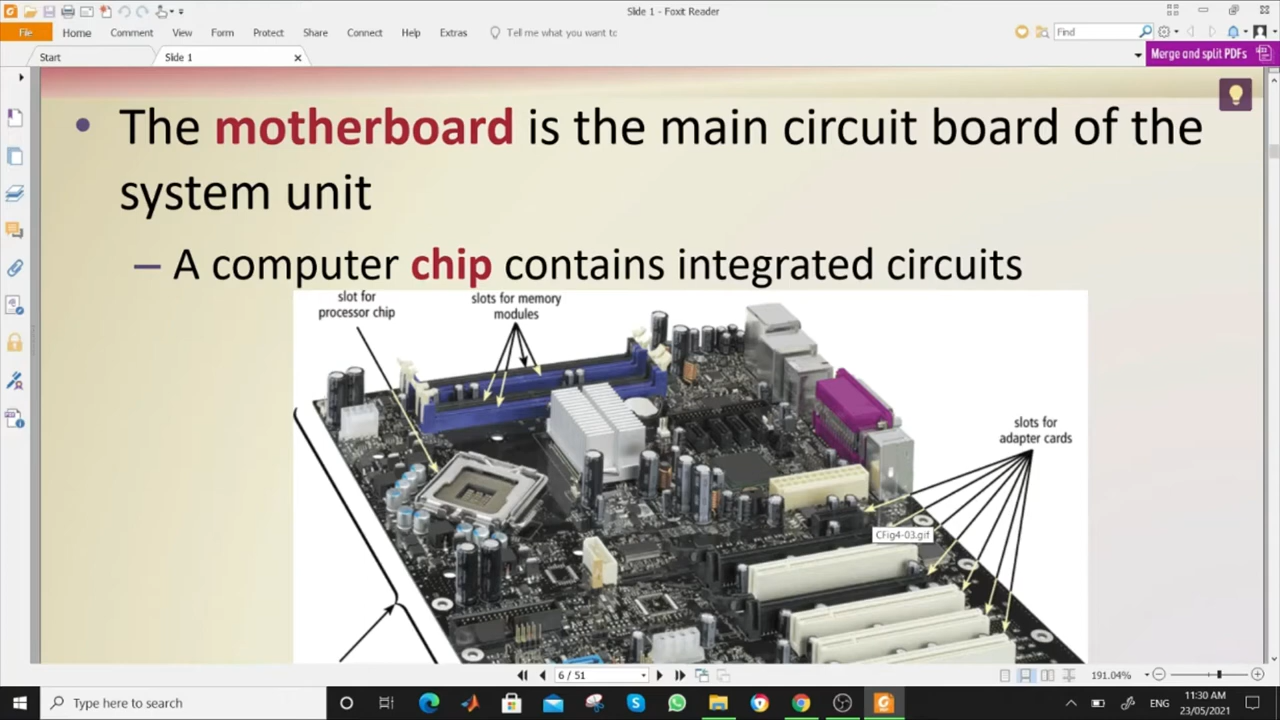 Slide 1 - Foxit Reader
File Home Comment View Form Protect Share Connect Help Extras Tell me what you want tc Find
Start Slide 1 Merge and split PDFs
• The motherboard is the main circuit board of the
system unit
– A computer chip contains integrated circuits
slot for
processor chip
slots for memory
modules
slots for
adapter cards
CFig4-03.gif
6 / 51 191.04%
Type here to search
ENG
11:30 AM
23/05/2021